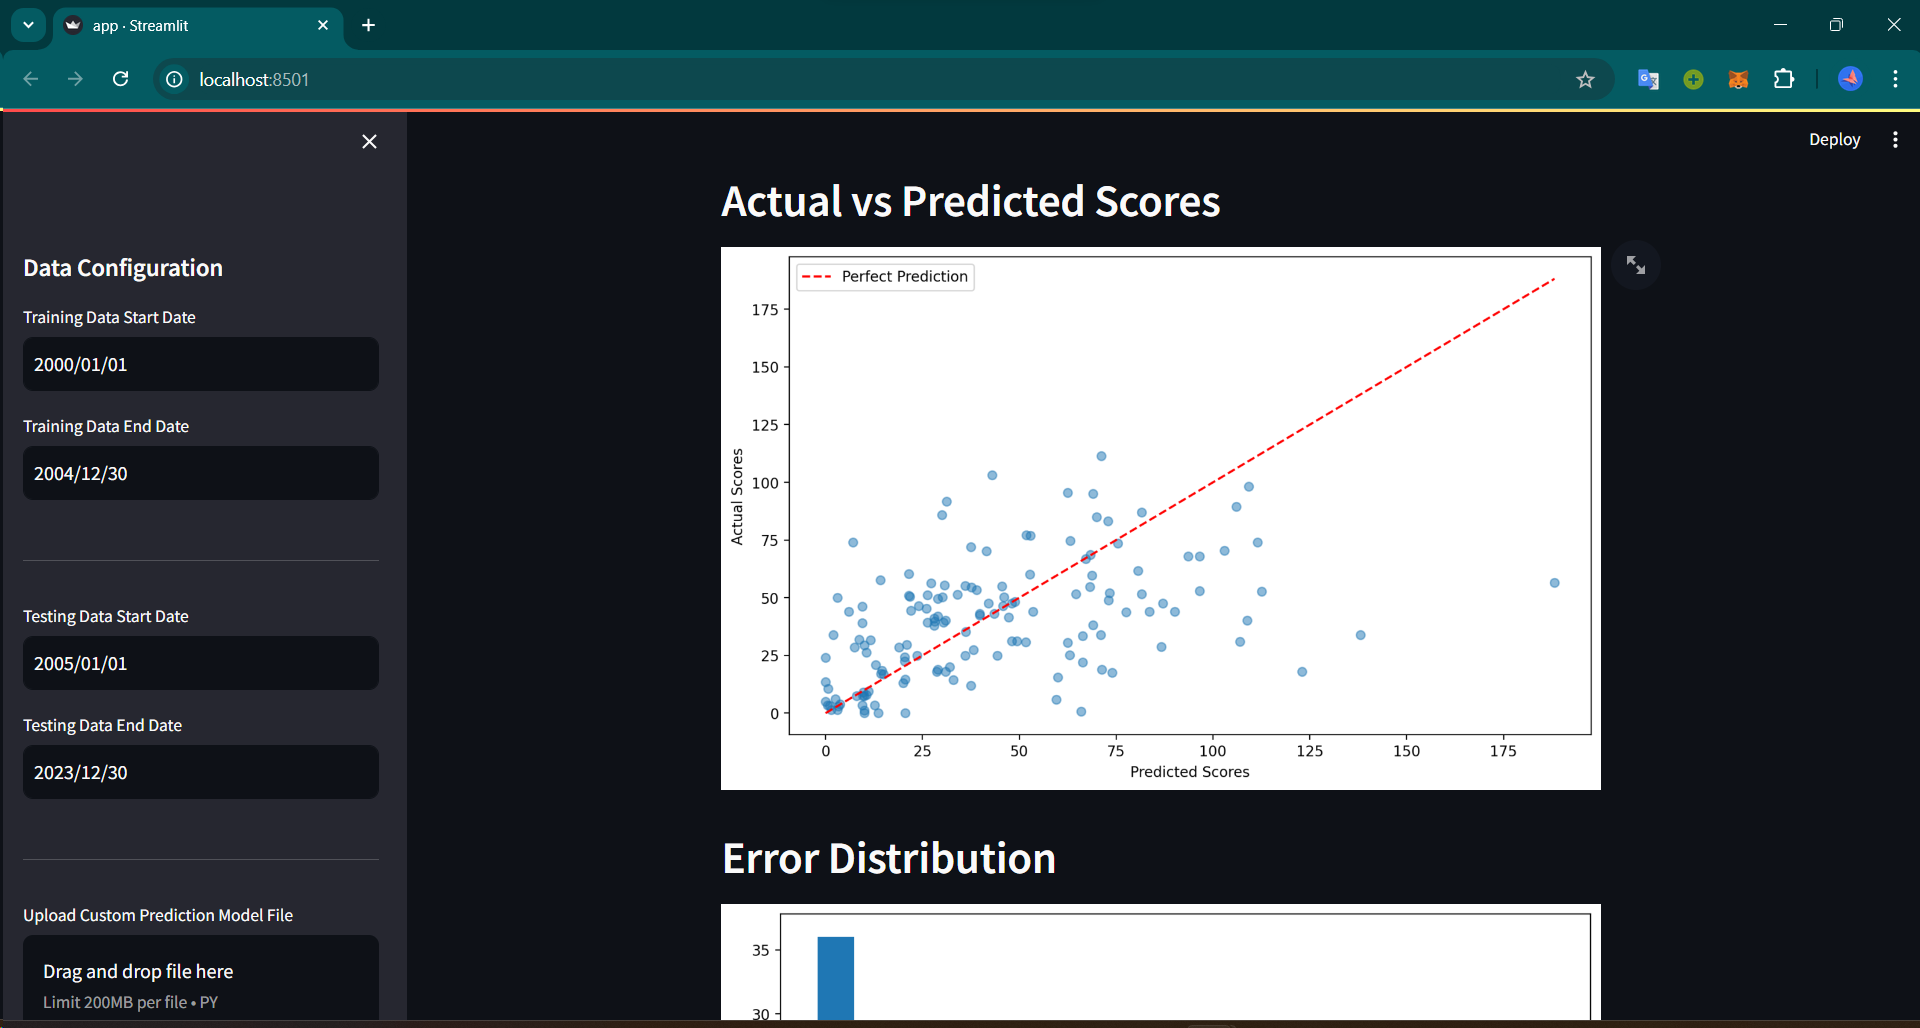 app · Streamlit
localhost:8501
Deploy
Data Configuration
Training Data Start Date
2000/01/01
Training Data End Date
2004/12/30
Testing Data Start Date
2005/01/01
Testing Data End Date
2023/12/30
Upload Custom Prediction Model File
Drag and drop file here
Limit 200MB per file • PY
Actual vs Predicted Scores
Perfect Prediction
175
150
125
100
75
50
25
0
Actual Scores
0 25 50 75 100 125 150 175
Predicted Scores
Error Distribution
35
30